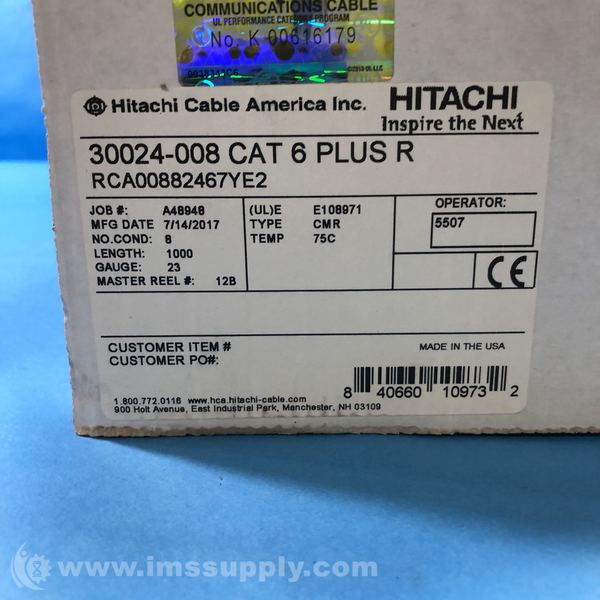 COMMUNICATIONS CABLE
UL PERFORMANCE CATEGORY PROGRAM
No. K 00616179
©2010 UL LLC
Hitachi Cable America Inc. HITACHI
Inspire the Next
30024-008 CAT 6 PLUS R
RCA00882467YE2
JOB #: A48948
MFG DATE 7/14/2017
NO.COND: 8
LENGTH: 1000
GAUGE: 23
MASTER REEL #: 12B
(UL)E E108971
TYPE CMR
TEMP 75C
OPERATOR:
5507
CE
CUSTOMER ITEM #
CUSTOMER PO#:
MADE IN THE USA
8 40660 10973 2
1.800.772.0116 www.hca.hitachi-cable.com
900 Holt Avenue, East Industrial Park, Manchester, NH 03109
www.imssupply.com